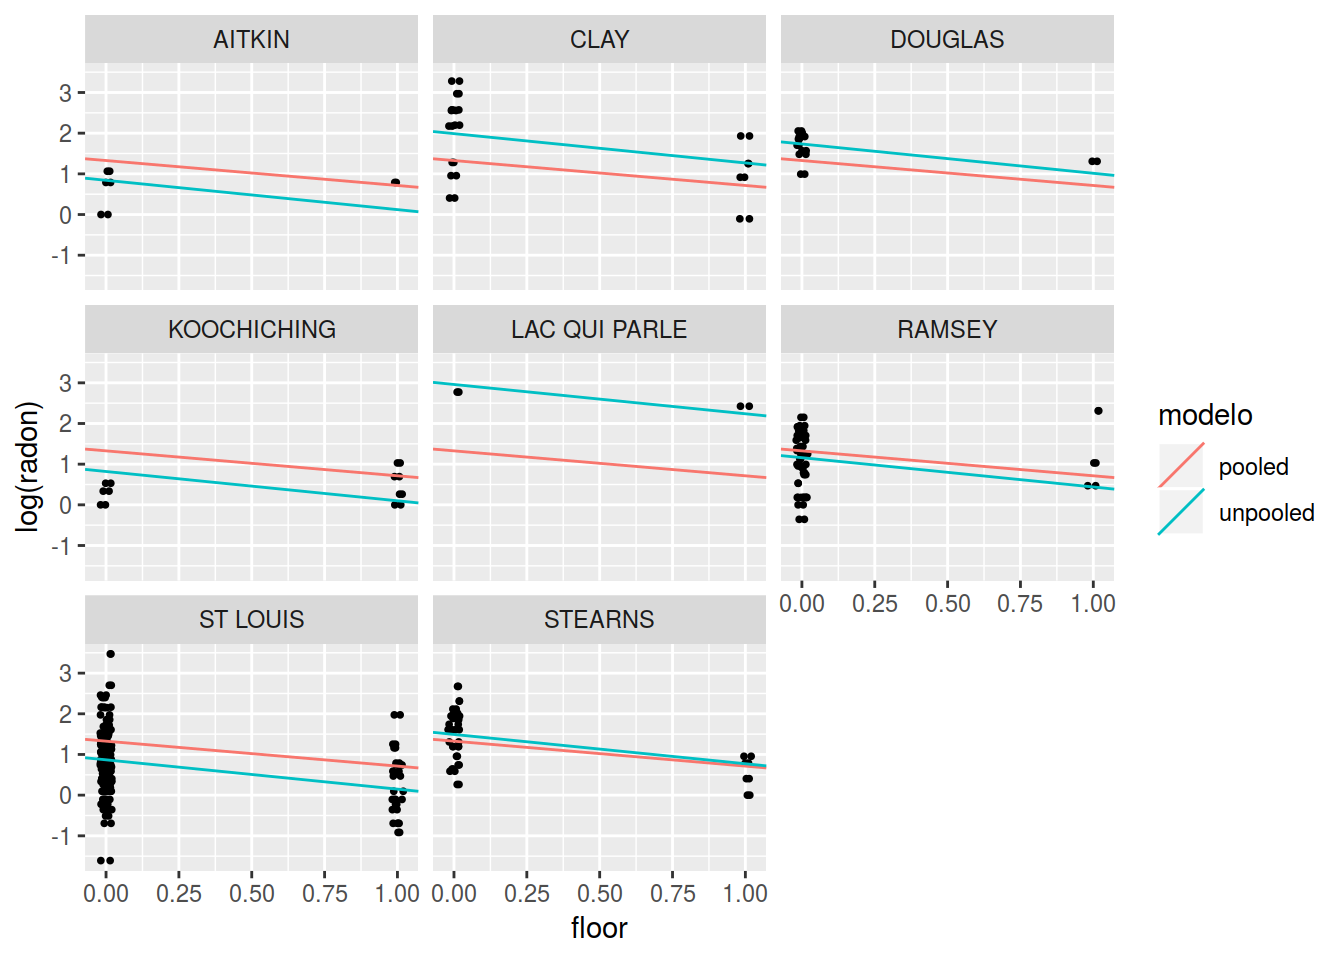 AITKIN CLAY DOUGLAS
3
2
1
0
-1
KOOCHICHING LAC QUI PARLE RAMSEY
3
2
1
0
-1
0.00 0.25 0.50 0.75 1.00
ST LOUIS STEARNS
3
2
1
0
-1
0.00 0.25 0.50 0.75 1.00 0.00 0.25 0.50 0.75 1.00
floor
log(radon)
modelo
pooled
unpooled